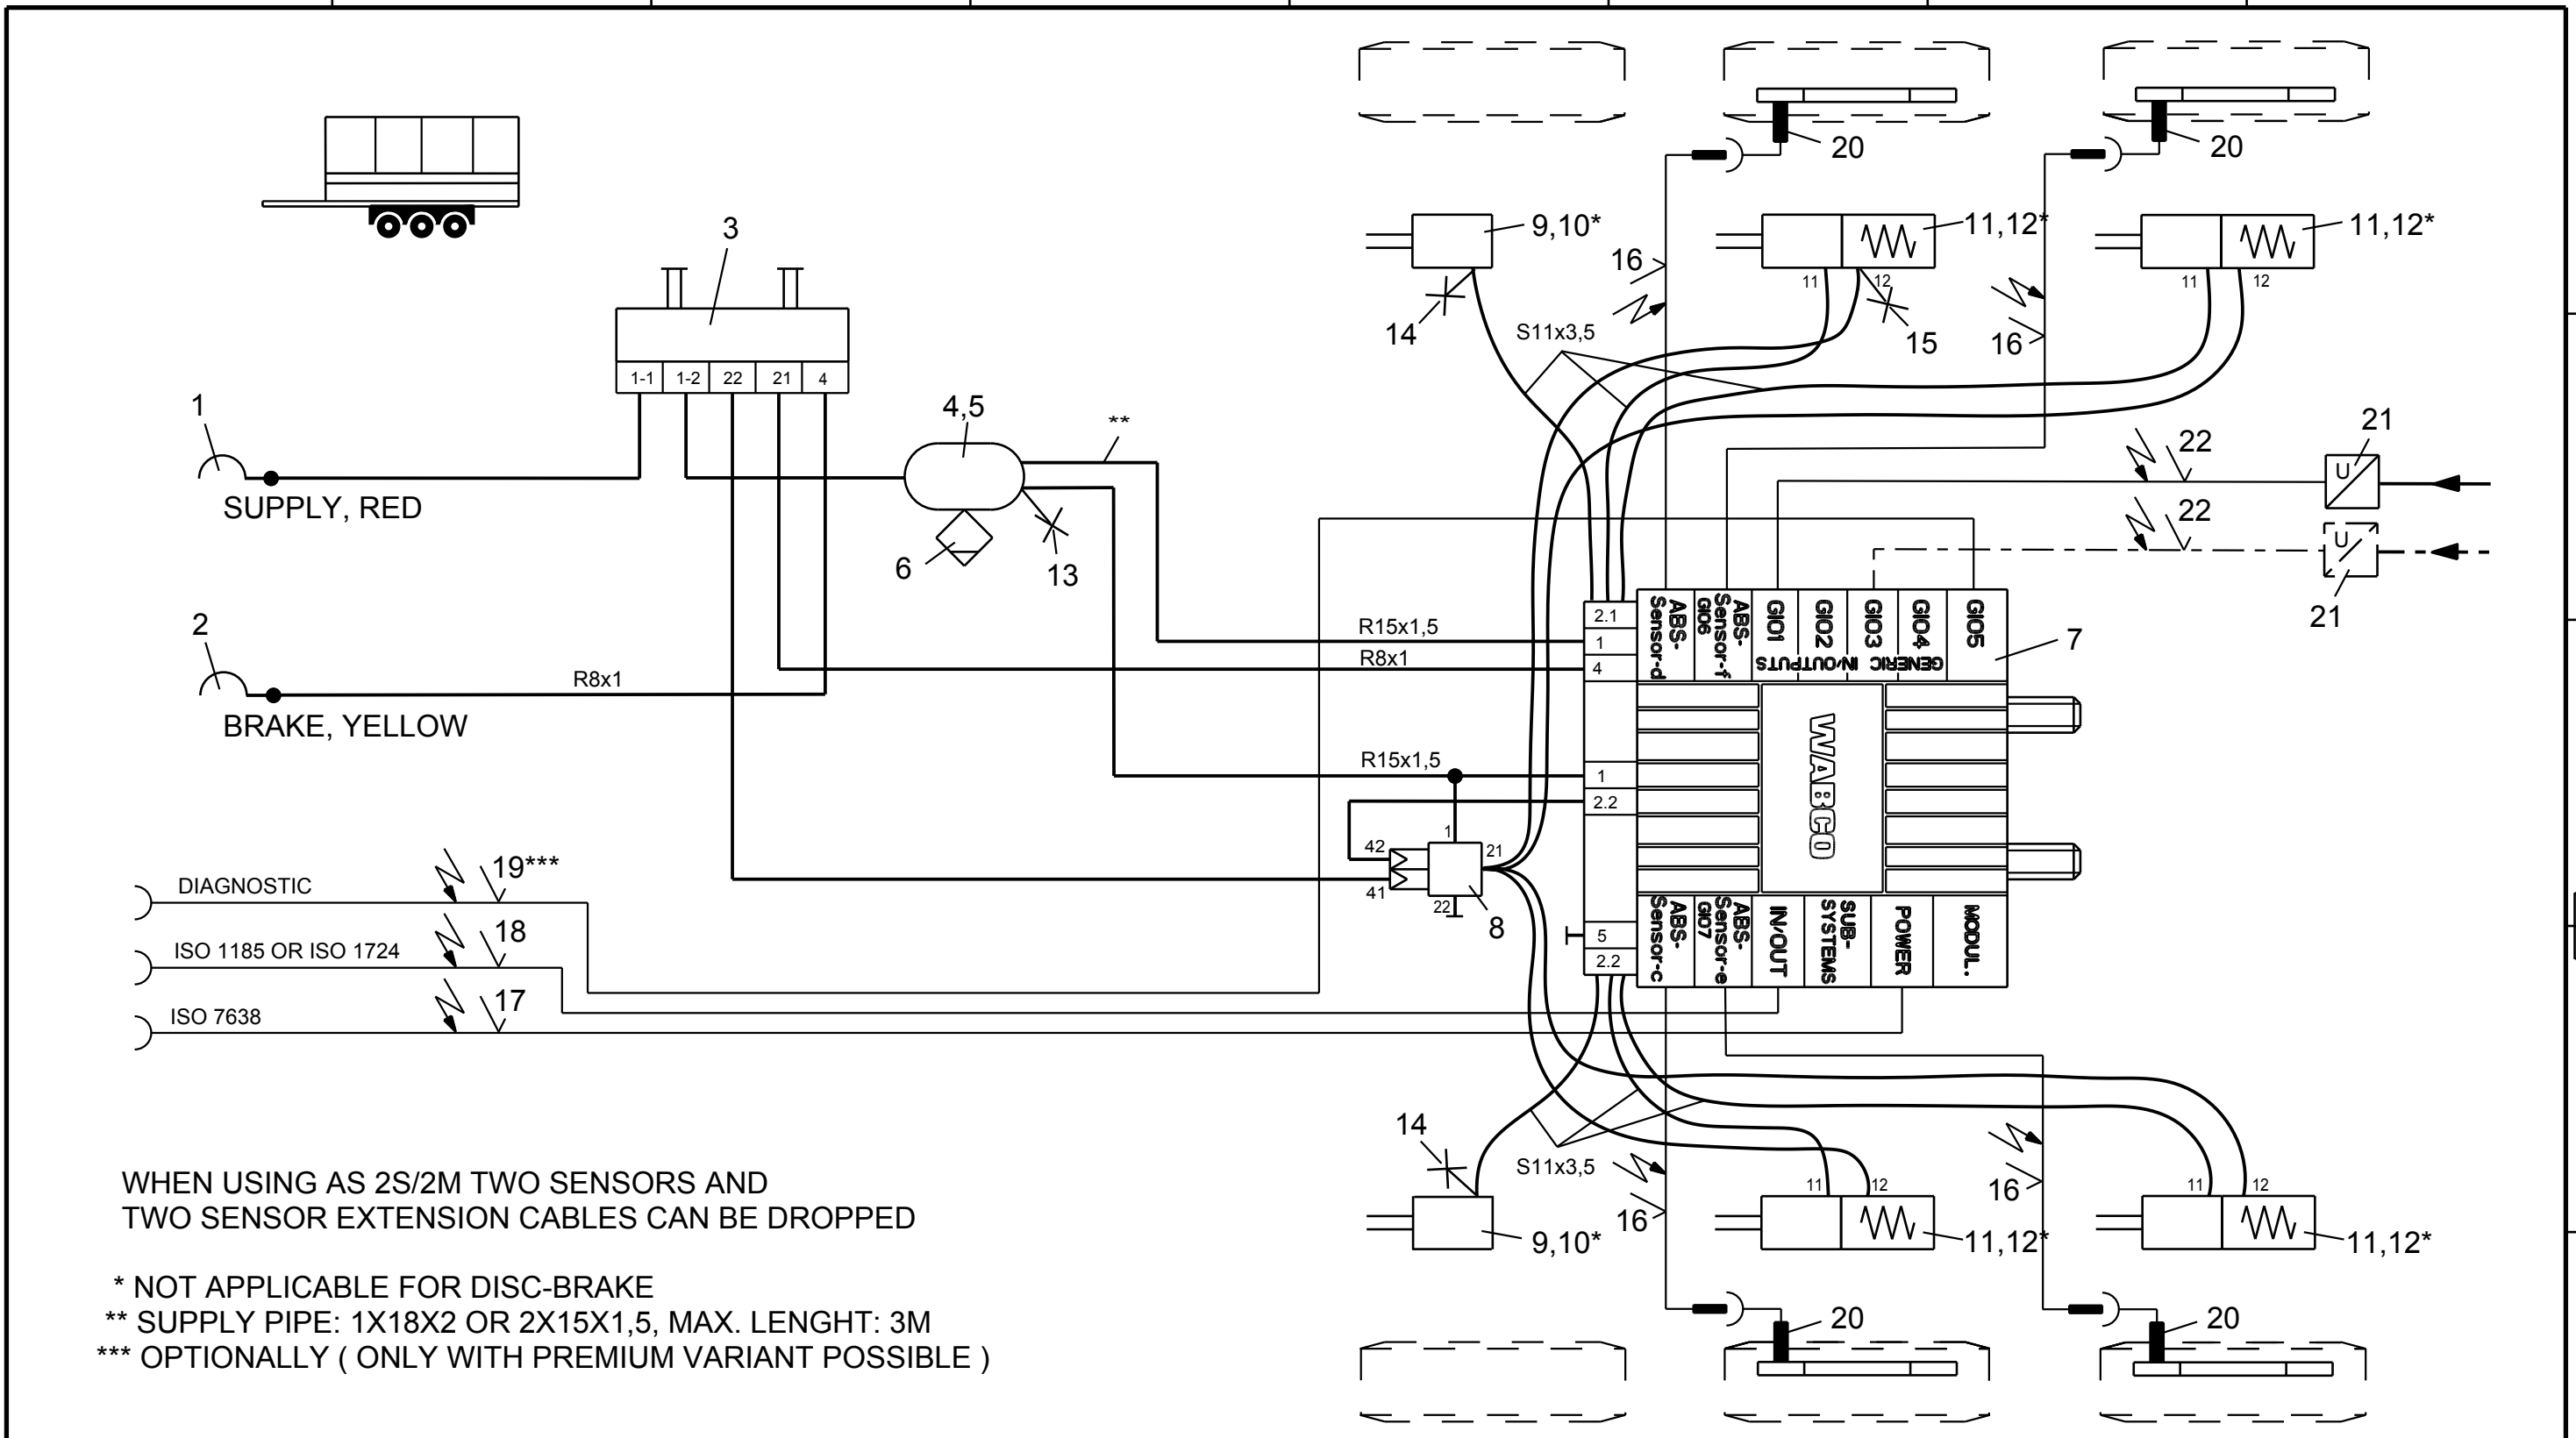 20
20
3
9,10*
11,12*
11,12*
16
11
12
11
12
14
S11x3,5
15
16
1-1
1-2
22
21
4
1
4,5
**
21
22
SUPPLY, RED
22
6
13
21
2
R15x1,5
R8x1
R8x1
BRAKE, YELLOW
2.1
1
4
ABS-
Sensor-d
ABS-
Sensor-f
GIO6
GIO1
GIO2
GIO3
GIO4
GIO5
GENERIC IN/OUTPUTS
7
WABCO
R15x1,5
1
2.2
1
42
21
41
22
8
5
2.2
ABS-
Sensor-c
ABS-
Sensor-e
GIO7
IN/OUT
SUB-
SYSTEMS
POWER
MODUL.
DIAGNOSTIC
19***
ISO 1185 OR ISO 1724
18
ISO 7638
17
14
S11x3,5
16
16
11
12
11
12
9,10*
11,12*
11,12*
20
20
WHEN USING AS 2S/2M TWO SENSORS AND
TWO SENSOR EXTENSION CABLES CAN BE DROPPED
* NOT APPLICABLE FOR DISC-BRAKE
** SUPPLY PIPE: 1X18X2 OR 2X15X1,5, MAX. LENGHT: 3M
*** OPTIONALLY ( ONLY WITH PREMIUM VARIANT POSSIBLE )
U
U